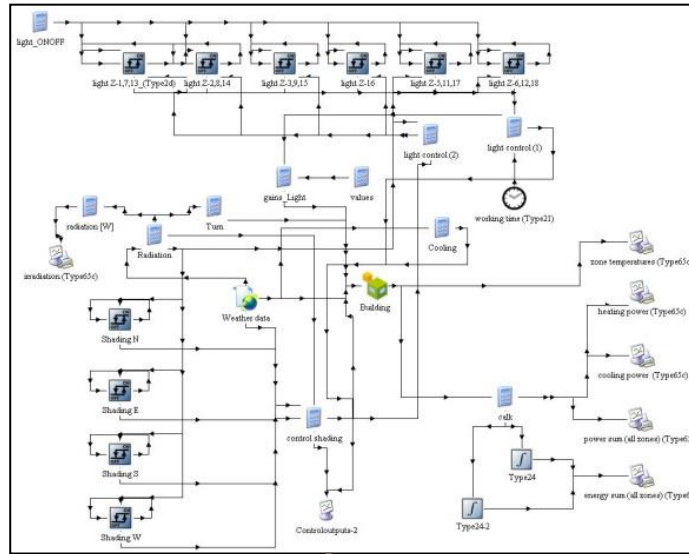 light_ONOFF
light Z-1,7,13_(Type2d)
light Z-2,8,14
light Z-3,9,15
light Z-16
light Z-5,11,17
light Z-6,12,18
light control (2)
light control (1)
gains_Light
values
working time (Type21)
radiation [W]
Turn
Radiation
Cooling
irradiation (Type65c)
zone temperatures (Type65c
Weather data
Building
heating power (Type65c)
Shading N
cooling power (Type65c)
Shading E
control shading
calk
power sum (all zones) (Type6
Shading S
Type24
energy sum (all zones) (Type6
Controloutputs-2
Type24-2
Shading W